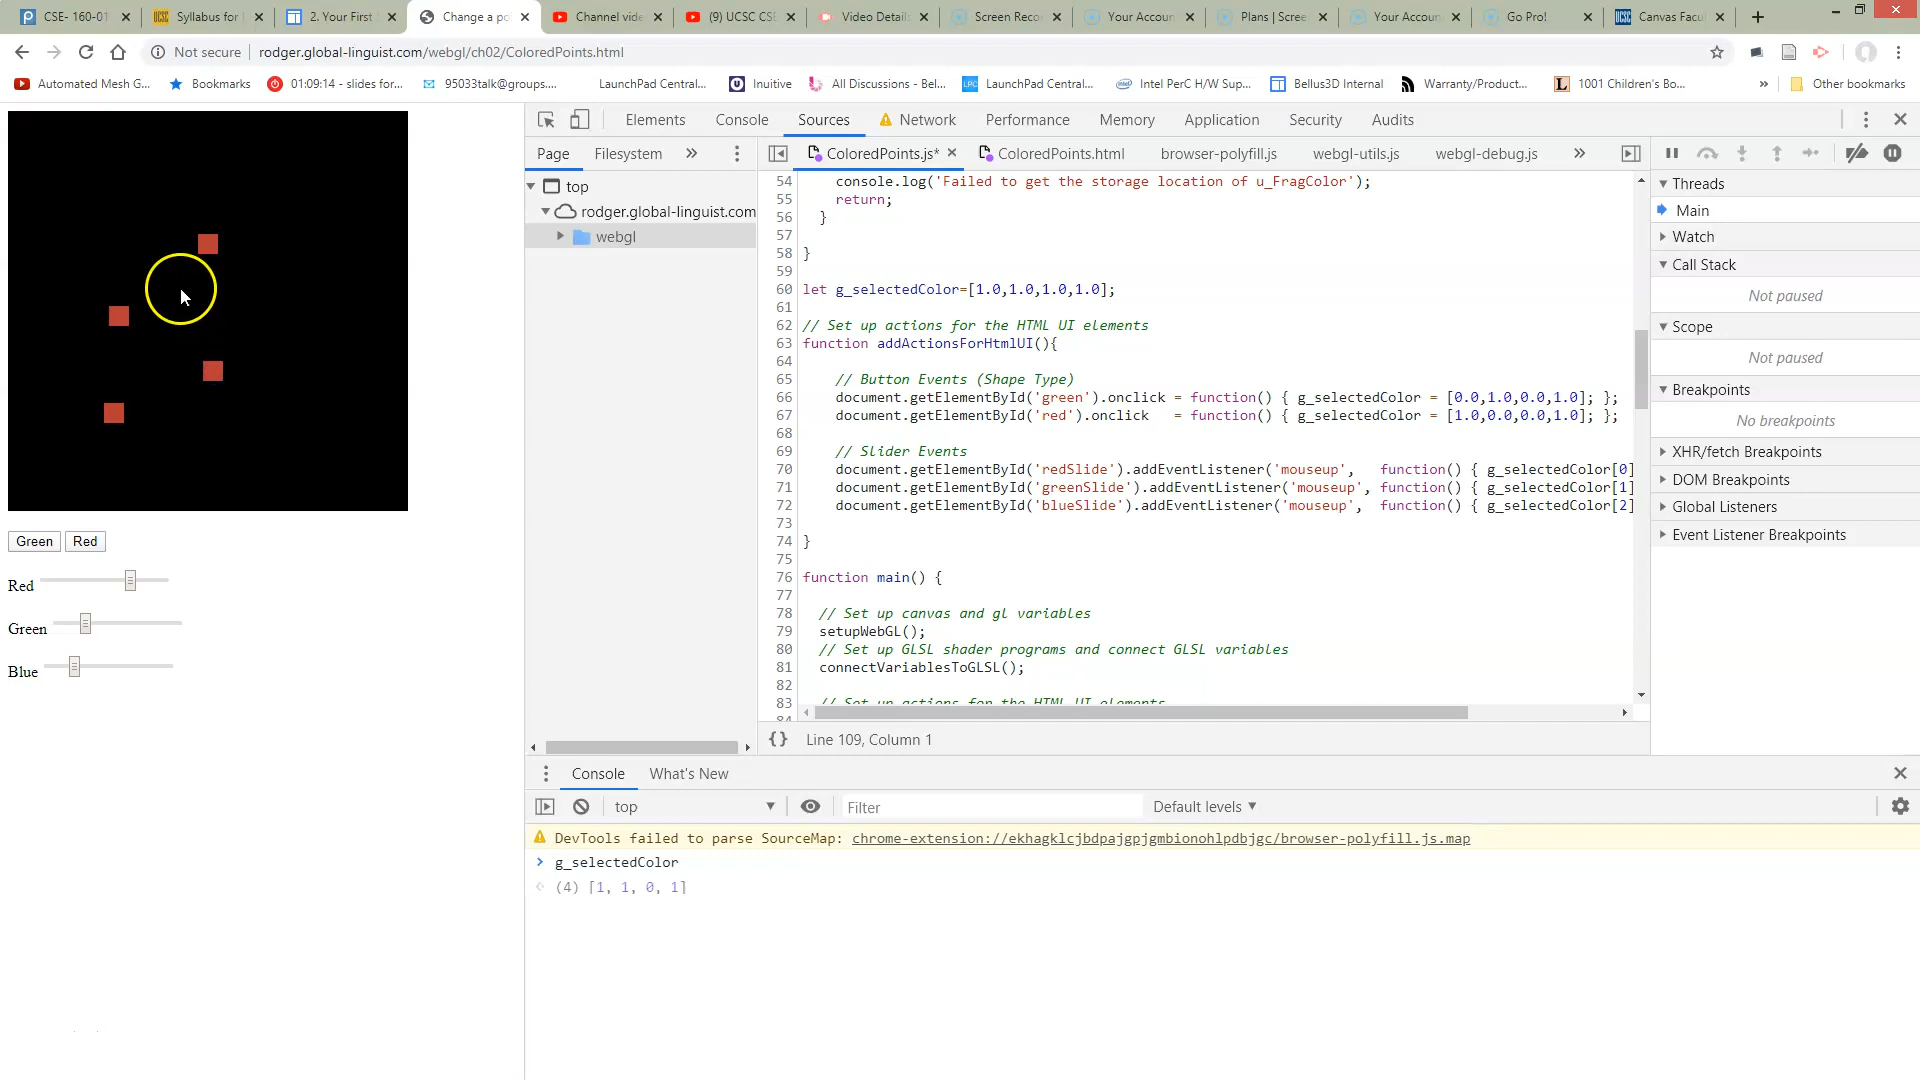 CSE- 160-01
Syllabus for
2. Your First
Change a po
Channel vide
(9) UCSC CSE
Video Details
Screen Reco
Your Accoun
Plans | Scree
Your Accoun
Go Pro!
Canvas Facu
Not secure
rodger.global-linguist.com/webgl/ch02/ColoredPoints.html
Automated Mesh G...
Bookmarks
01:09:14 - slides for...
95033talk@groups....
LaunchPad Central...
Inuitive
All Discussions - Bel...
LaunchPad Central...
Intel PerC H/W Sup...
Bellus3D Internal
Warranty/Product...
1001 Children's Bo...
»
Other bookmarks
Green
Red
Red
Green
Blue
Elements
Console
Sources
Network
Performance
Memory
Application
Security
Audits
Page
Filesystem
»
top
rodger.global-linguist.com
webgl
ColoredPoints.js*
ColoredPoints.html
browser-polyfill.js
webgl-utils.js
webgl-debug.js
»
54 console.log('Failed to get the storage location of u_FragColor');
55 return;
56 }
57
58 }
59
60 let g_selectedColor=[1.0,1.0,1.0,1.0];
61
62 // Set up actions for the HTML UI elements
63 function addActionsForHtmlUI(){
64
65 // Button Events (Shape Type)
66 document.getElementById('green').onclick = function() { g_selectedColor = [0.0,1.0,0.0,1.0]; };
67 document.getElementById('red').onclick = function() { g_selectedColor = [1.0,0.0,0.0,1.0]; };
68
69 // Slider Events
70 document.getElementById('redSlide').addEventListener('mouseup', function() { g_selectedColor[0]
71 document.getElementById('greenSlide').addEventListener('mouseup', function() { g_selectedColor[1]
72 document.getElementById('blueSlide').addEventListener('mouseup', function() { g_selectedColor[2]
73
74 }
75
76 function main() {
77
78 // Set up canvas and gl variables
79 setupWebGL();
80 // Set up GLSL shader programs and connect GLSL variables
81 connectVariablesToGLSL();
82
83 // Set up actions for the HTML UI elements
84
{} Line 109, Column 1
Threads
Main
Watch
Call Stack
Not paused
Scope
Not paused
Breakpoints
No breakpoints
XHR/fetch Breakpoints
DOM Breakpoints
Global Listeners
Event Listener Breakpoints
Console
What's New
top
Filter
Default levels
DevTools failed to parse SourceMap: chrome-extension://ekhagklcjbdpajgpjgmbionohlpdbjgc/browser-polyfill.js.map
g_selectedColor
(4) [1, 1, 0, 1]